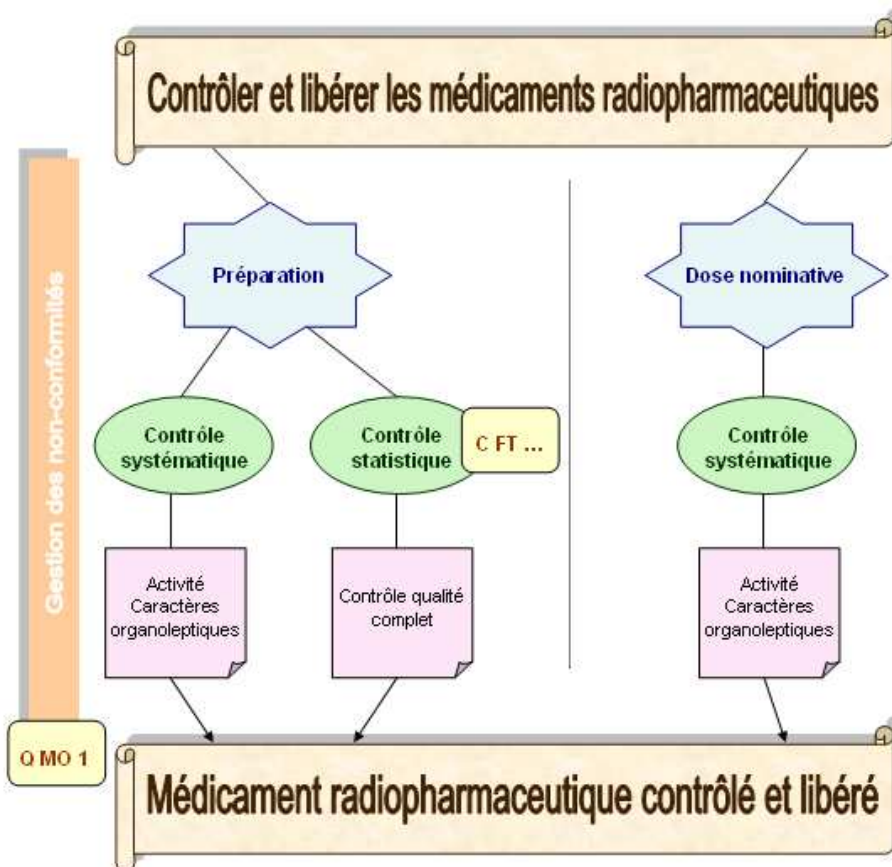 Contrôler et libérer les médicaments radiopharmaceutiques
Gestion des non-conformités
Préparation
Dose nominative
Contrôle
systématique
Contrôle
statistique
C FT ...
Contrôle
systématique
Activité
Caractères
organoleptiques
Contrôle qualité
complet
Activité
Caractères
organoleptiques
Q MO 1
Médicament radiopharmaceutique contrôlé et libéré